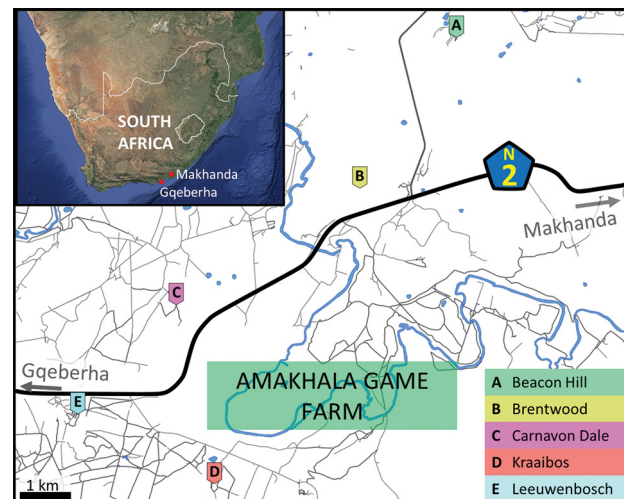 SOUTH
AFRICA
Makhanda
Gqeberha
A
B
N
2
Makhanda
C
Gqeberha
E
AMAKHALA GAME
FARM
D
1 km
A Beacon Hill
B Brentwood
C Carnavon Dale
D Kraaibos
E Leeuwenbosch